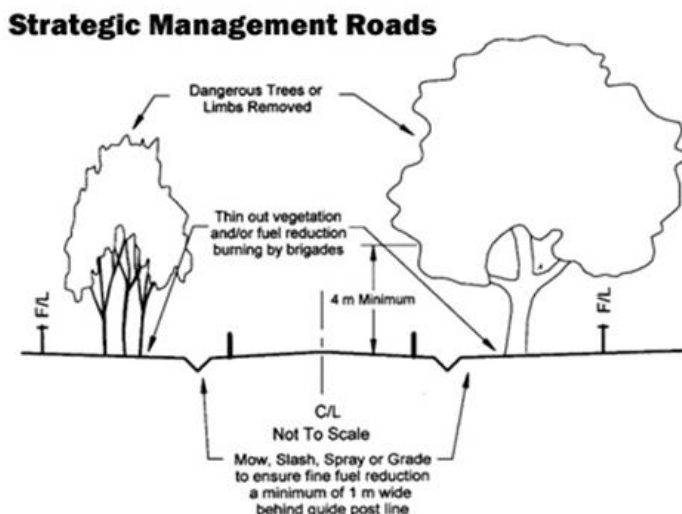 Strategic Management Roads
Dangerous Trees or
Limbs Removed
Thin out vegetation
and/or fuel reduction
burning by brigades
4 m Minimum
F/L
F/L
C/L
Not To Scale
Mow, Slash, Spray or Grade
to ensure fine fuel reduction
a minimum of 1 m wide
behind guide post line